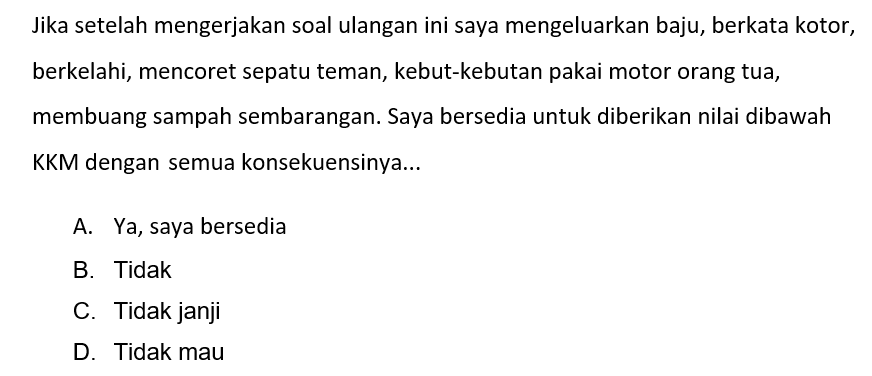 Jika setelah mengerjakan soal ulangan ini saya mengeluarkan baju, berkata kotor,
berkelahi, mencoret sepatu teman, kebut-kebutan pakai motor orang tua,
membuang sampah sembarangan. Saya bersedia untuk diberikan nilai dibawah
KKM dengan semua konsekuensinya...
A. Ya, saya bersedia
B. Tidak
C. Tidak janji
D. Tidak mau